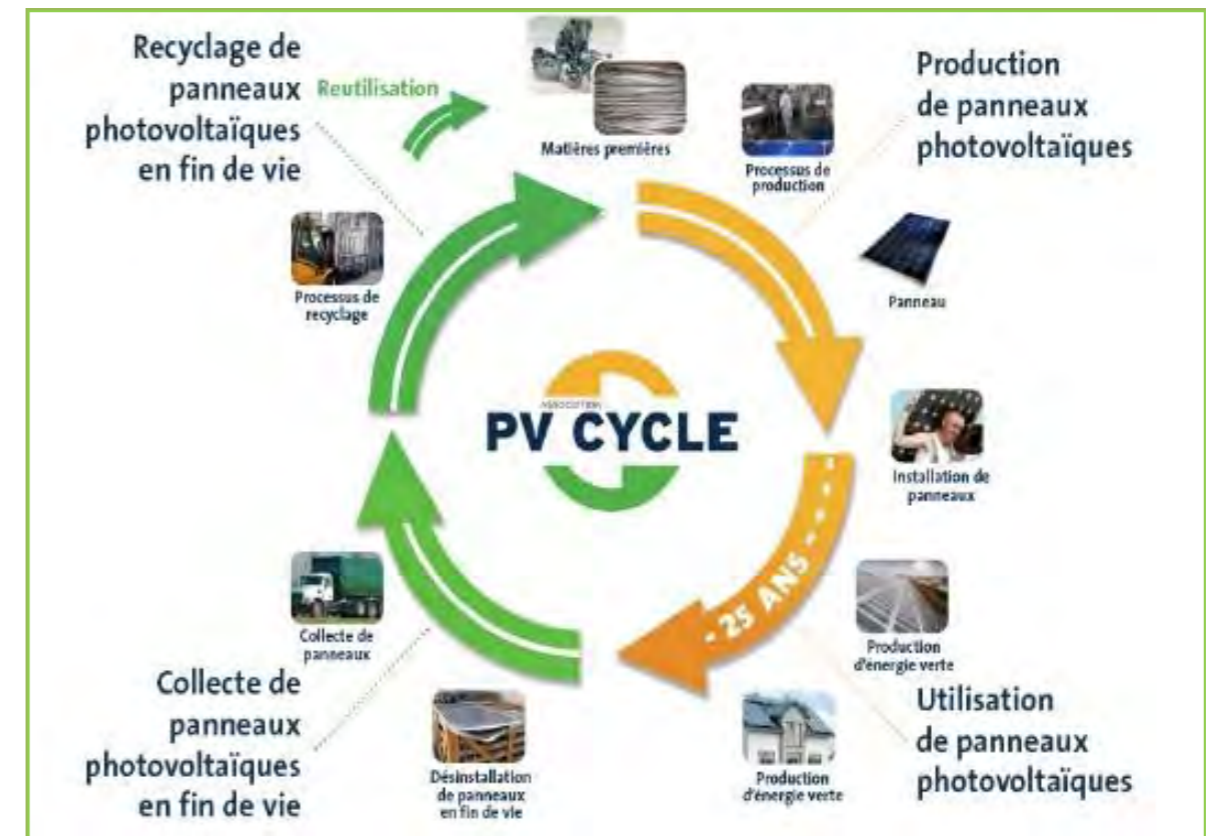 Recyclage de
panneaux
photovoltaïques
en fin de vie
Reutilisation
Matières premières
Processus de
production
Production
de panneaux
photovoltaïques
Panneau
Processus de
recyclage
ASSOCIATION
PV CYCLE
Installation de
panneaux
- 25 ANS -
Production
d'énergie verte
Utilisation
de panneaux
photovoltaïques
Production
d'énergie verte
Désinstallation
de panneaux
en fin de vie
Collecte de
panneaux
Collecte de
panneaux
photovoltaïques
en fin de vie